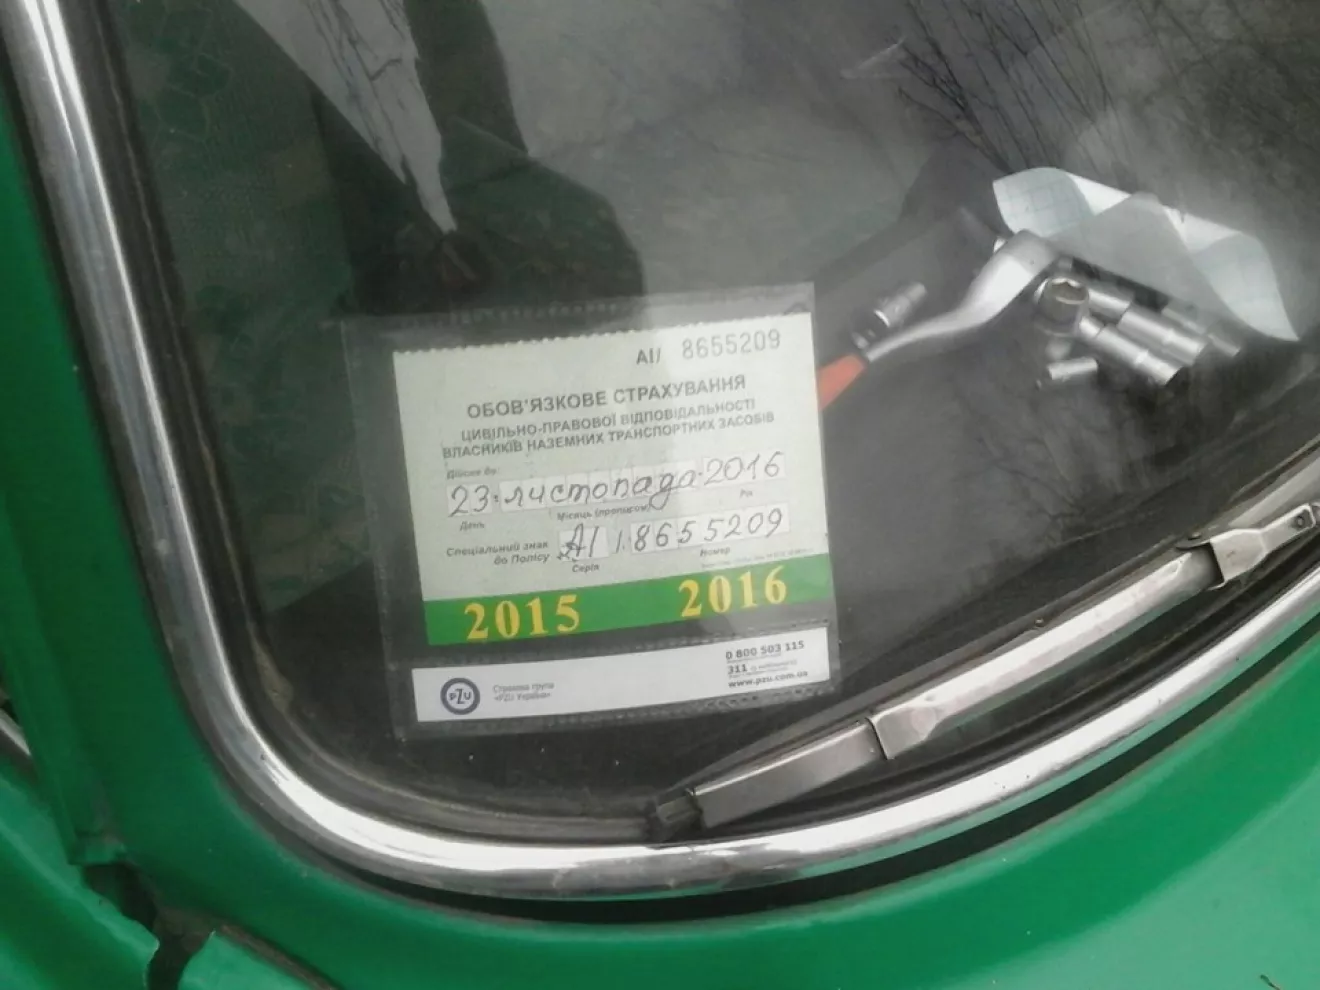 АІ/ 8655209
ОБОВ'ЯЗКОВЕ СТРАХУВАННЯ
ЦИВІЛЬНО-ПРАВОВОЇ ВІДПОВІДАЛЬНОСТІ
ВЛАСНИКІВ НАЗЕМНИХ ТРАНСПОРТНИХ ЗАСОБІВ
Дійсне до:
23 листопада 2016
День Місяць (прописом) Рік
Спеціальний знак
до Полісу АІ 8655209
Серія Номер
2015 2016
PZU
Страхова група
«PZU Україна»
0 800 503 115
311
www.pzu.com.ua